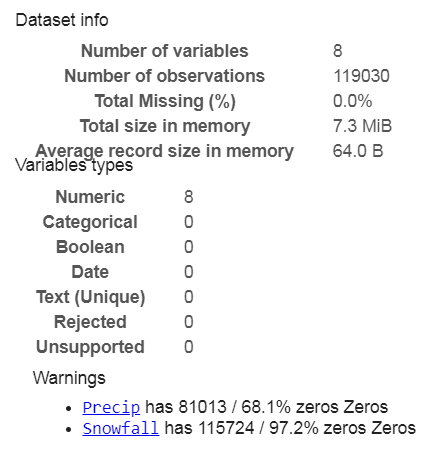 Dataset info
Number of variables 8
Number of observations 119030
Total Missing (%) 0.0%
Total size in memory 7.3 MiB
Average record size in memory 64.0 B
Variables types
Numeric 8
Categorical 0
Boolean 0
Date 0
Text (Unique) 0
Rejected 0
Unsupported 0
Warnings
• Precip has 81013 / 68.1% zeros Zeros
• Snowfall has 115724 / 97.2% zeros Zeros